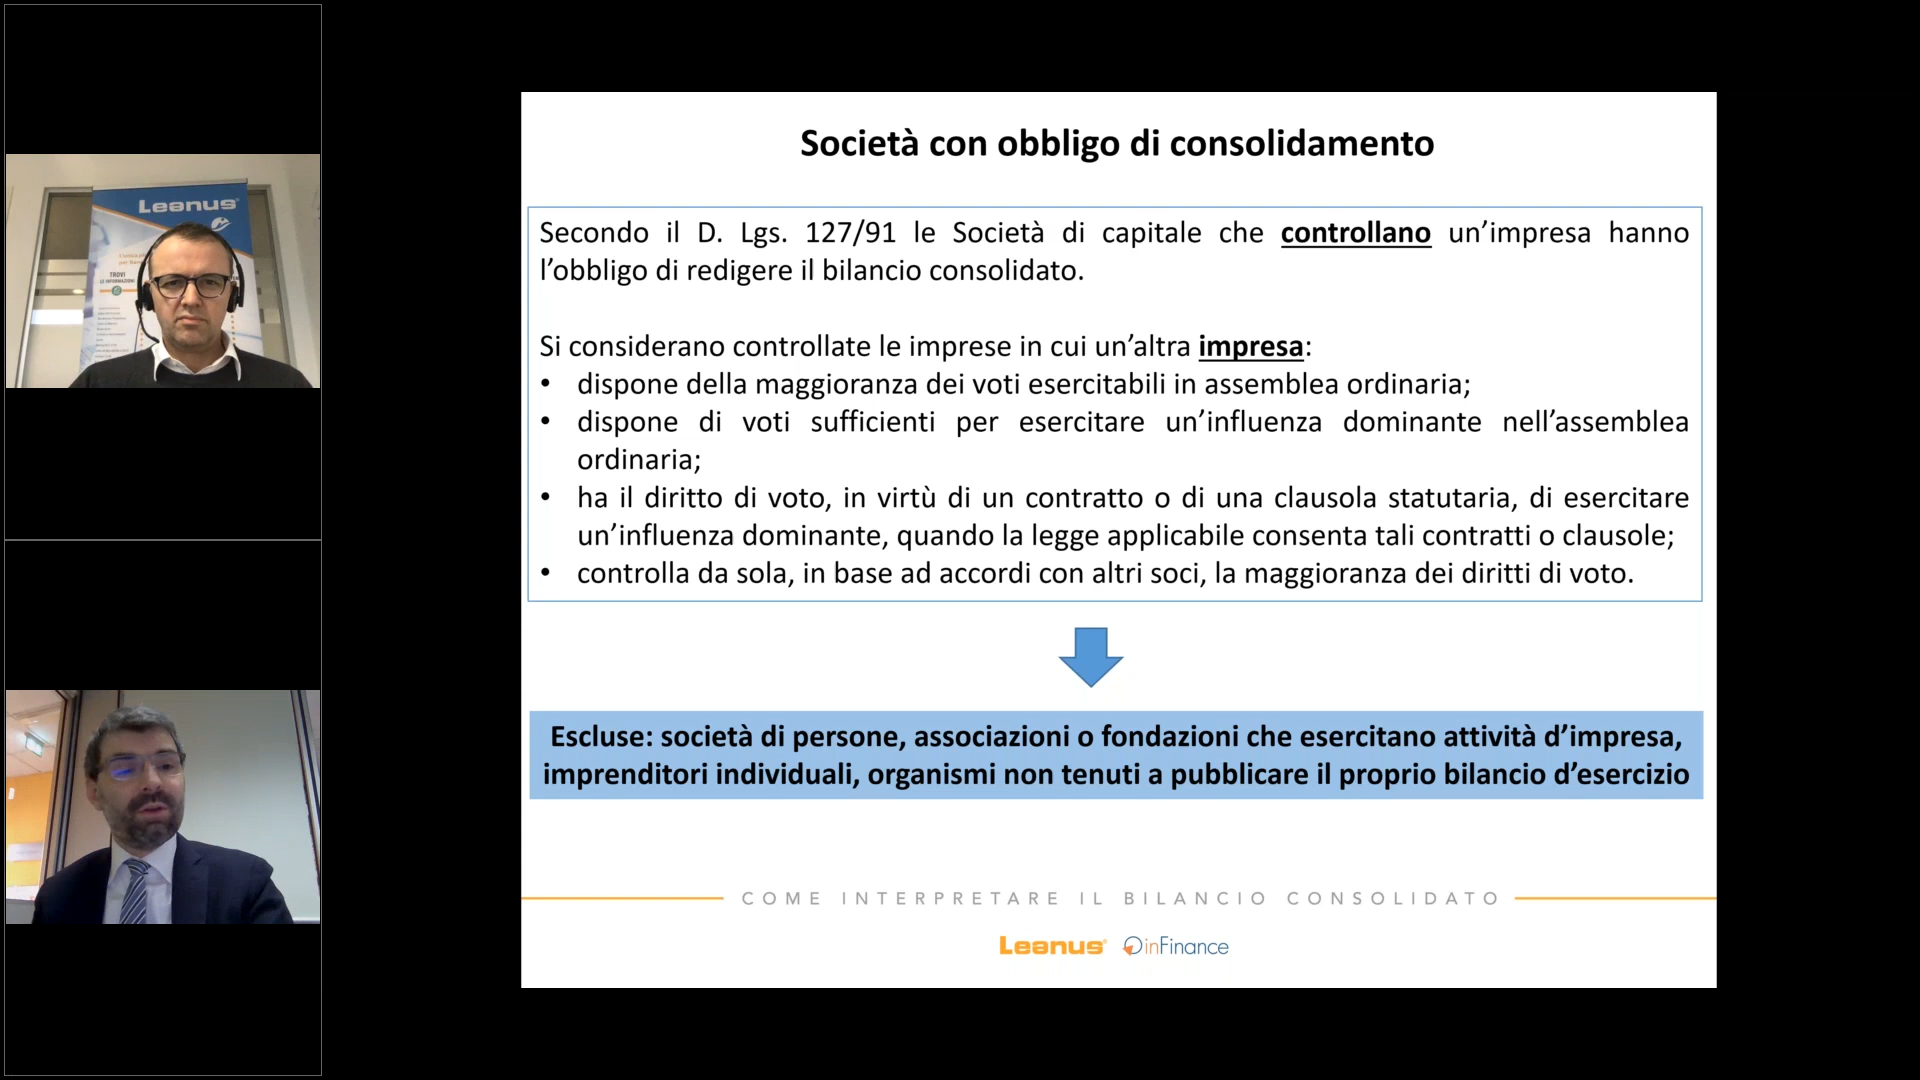 Leanus
TROVI
LE INFORMAZIONI
Società con obbligo di consolidamento
Secondo il D. Lgs. 127/91 le Società di capitale che controllano un’impresa hanno
l’obbligo di redigere il bilancio consolidato.
Si considerano controllate le imprese in cui un’altra impresa:
• dispone della maggioranza dei voti esercitabili in assemblea ordinaria;
• dispone di voti sufficienti per esercitare un’influenza dominante nell’assemblea
ordinaria;
• ha il diritto di voto, in virtù di un contratto o di una clausola statutaria, di esercitare
un’influenza dominante, quando la legge applicabile consenta tali contratti o clausole;
• controlla da sola, in base ad accordi con altri soci, la maggioranza dei diritti di voto.
Escluse: società di persone, associazioni o fondazioni che esercitano attività d’impresa,
imprenditori individuali, organismi non tenuti a pubblicare il proprio bilancio d’esercizio
COME INTERPRETARE IL BILANCIO CONSOLIDATO
Leanus inFinance